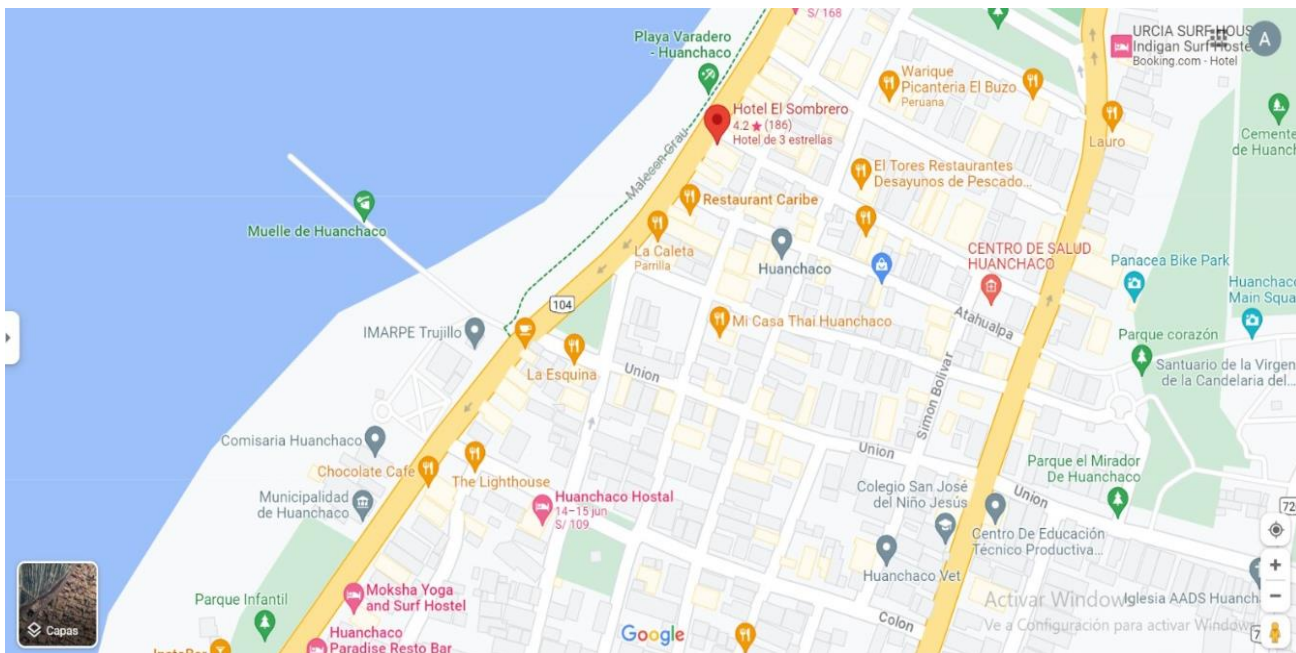 S/ 168
Playa Varadero
- Huanchaco
URCIA SURF HOUS
Indigan Surf Hoste
Booking.com - Hotel
A
Warique
Picanteria El Buzo
Peruana
Hotel El Sombrero
4.2 ★ (186)
Hotel de 3 estrellas
Lauro
Cemente
de Huanch
Malecon Grau
El Tores Restaurantes
Desayunos de Pescado...
Restaurant Caribe
Muelle de Huanchaco
La Caleta
Parrilla
Huanchaco
CENTRO DE SALUD
HUANCHACO
Panacea Bike Park
Huanchaco
Main Squa
104
Atahualpa
IMARPE Trujillo
Mi Casa Thai Huanchaco
Parque corazón
La Esquina
Union
Simon Bolivar
Santuario de la Virgen
de la Candelaria del...
Comisaria Huanchaco
Union
Chocolate Café
The Lighthouse
Parque el Mirador
De Huanchaco
Union
Municipalidad
de Huanchaco
Huanchaco Hostal
14–15 jun
S/ 109
Colegio San José
del Niño Jesús
Centro De Educación
Técnico Productiva...
Huanchaco Vet
Parque Infantil
Moksha Yoga
and Surf Hostel
Activar Windows
Iglesia AADS Huanch
Ve a Configuración para activar Windows
Capas
Huanchaco
Paradise Resto Bar
Google
Colon